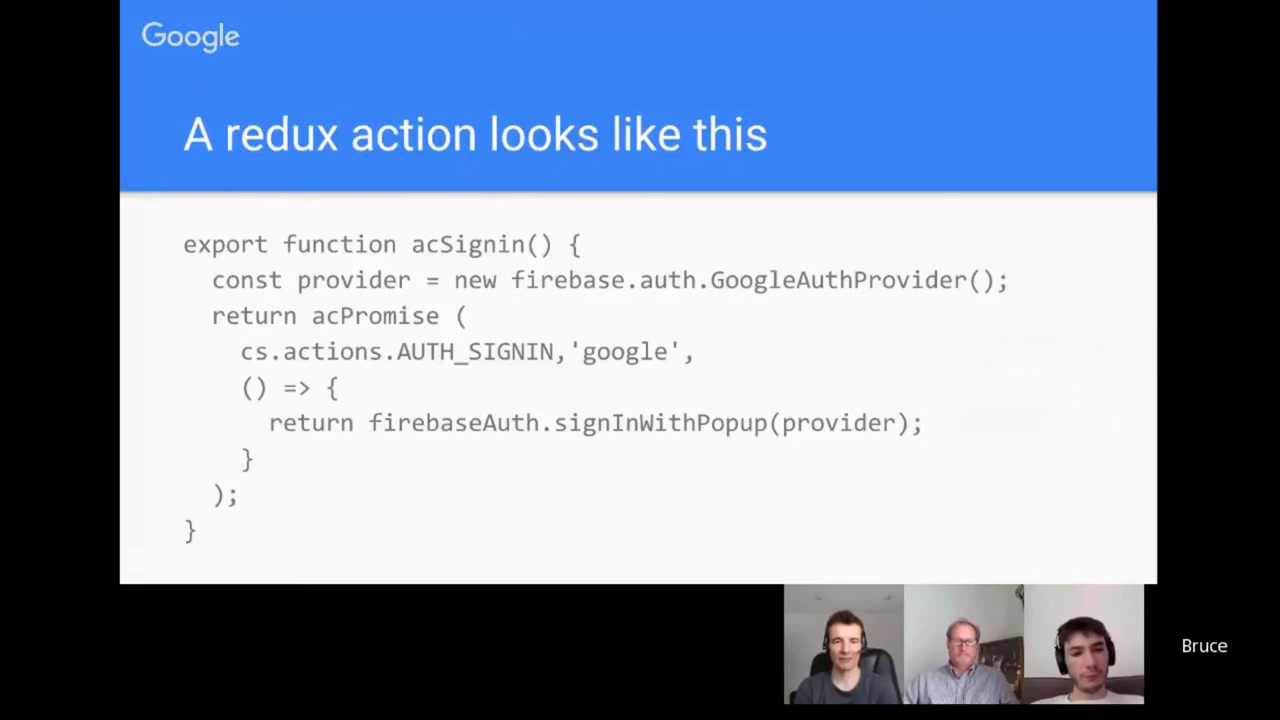 Google
A redux action looks like this
export function acSignin() {
  const provider = new firebase.auth.GoogleAuthProvider();
  return acPromise (
    cs.actions.AUTH_SIGNIN,'google',
    () => {
      return firebaseAuth.signInWithPopup(provider);
    }
  );
}
Bruce